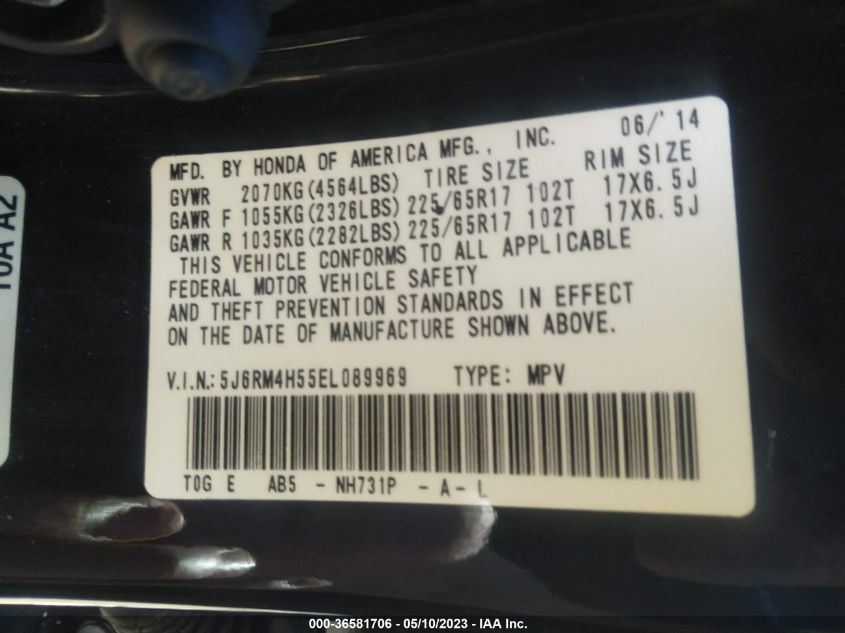 06/'14
MFD. BY HONDA OF AMERICA MFG., INC.
GVWR 2070KG(4564LBS) TIRE SIZE RIM SIZE
GAWR F 1055KG(2326LBS) 225/65R17 102T 17X6.5J
GAWR R 1035KG(2282LBS) 225/65R17 102T 17X6.5J
THIS VEHICLE CONFORMS TO ALL APPLICABLE
FEDERAL MOTOR VEHICLE SAFETY
AND THEFT PREVENTION STANDARDS IN EFFECT
ON THE DATE OF MANUFACTURE SHOWN ABOVE.
V.I.N.: 5J6RM4H55EL089969 TYPE: MPV
T0G E AB5 - NH731P - A - L
A2
000-36581706 - 05/10/2023 - IAA Inc.